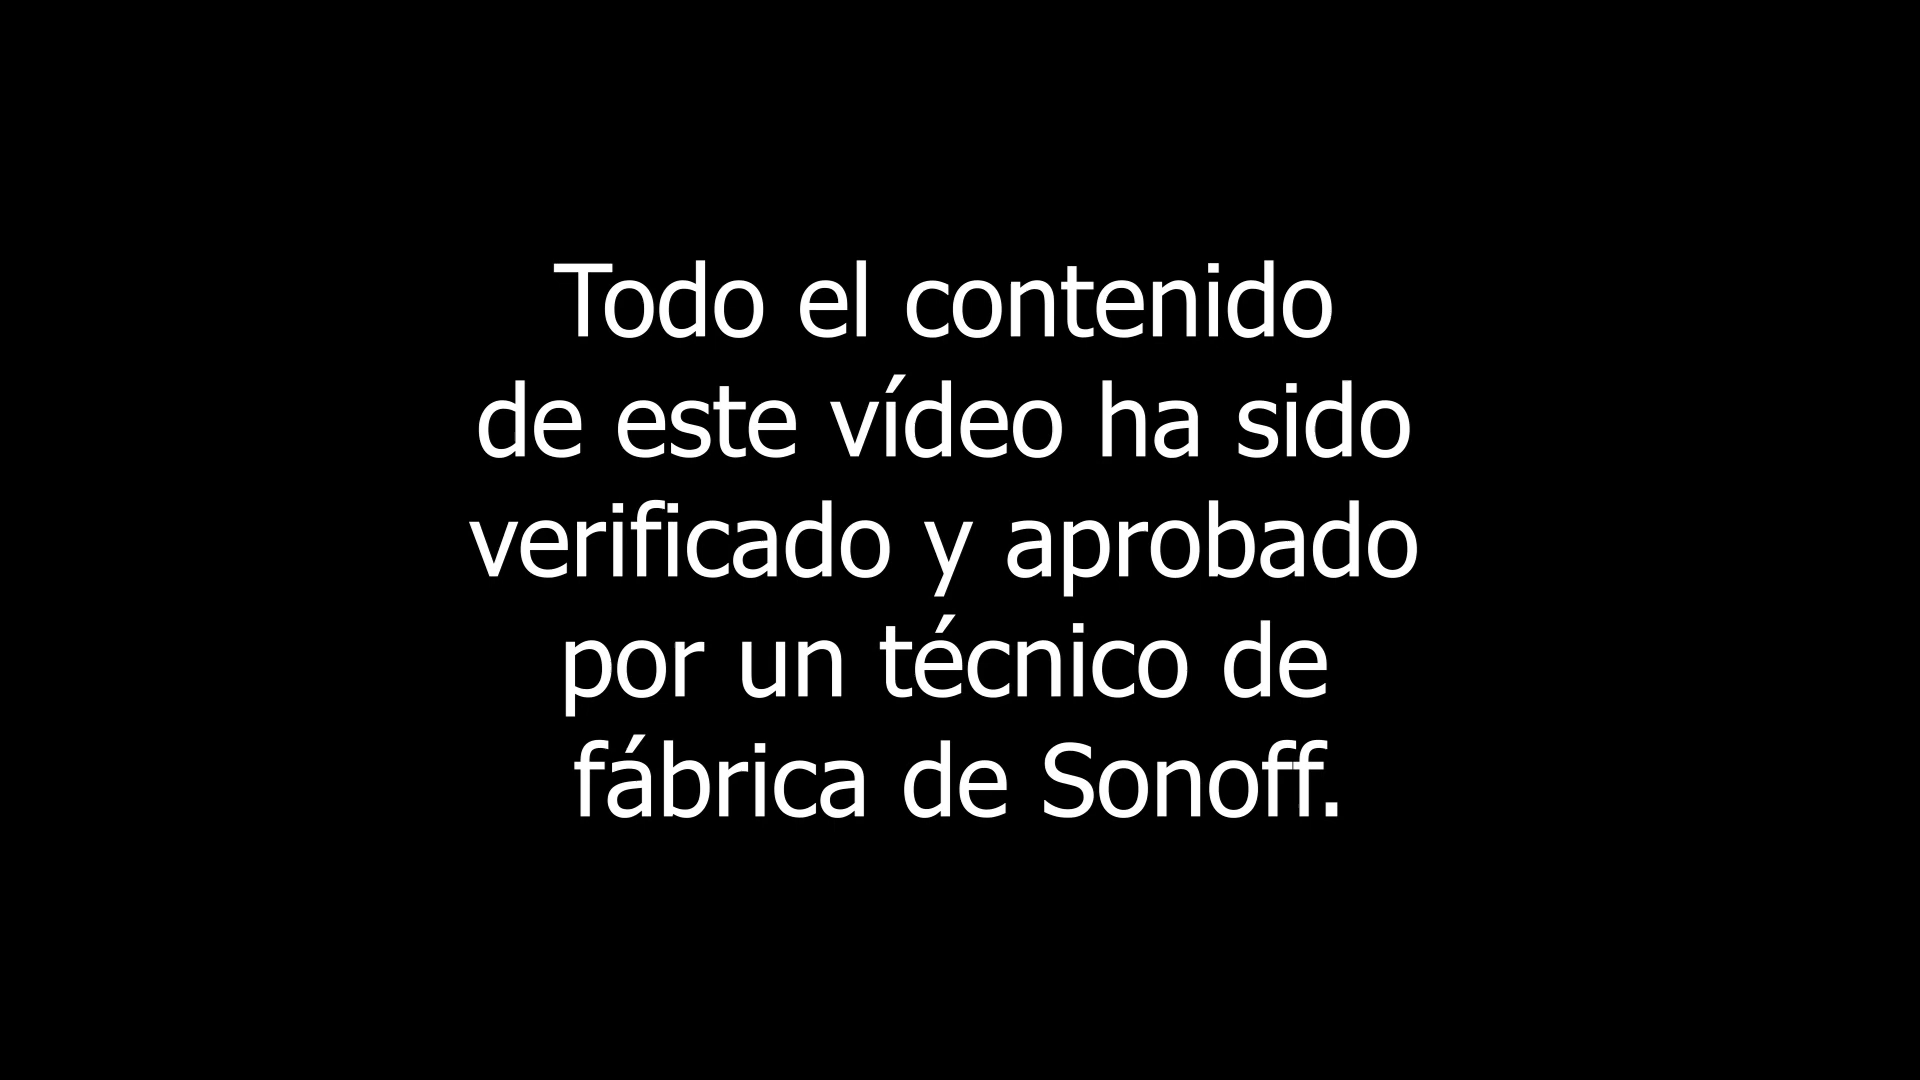 Todo el contenido
de este vídeo ha sido
verificado y aprobado
por un técnico de
fábrica de Sonoff.